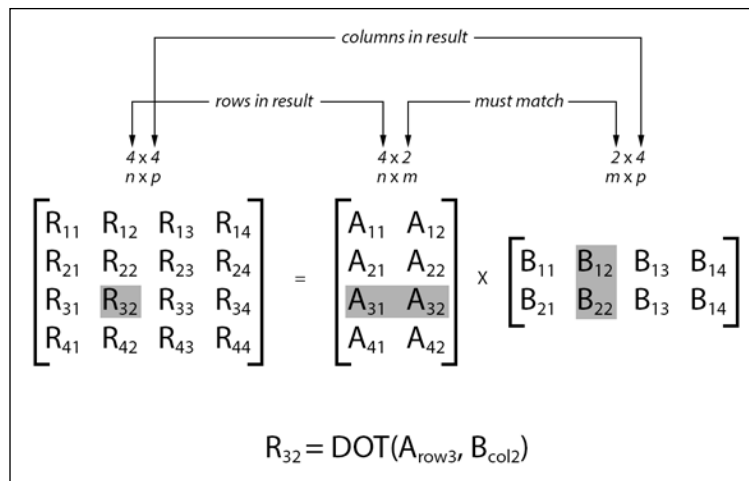 columns in result
rows in result must match
4 x 4 4 x 2 2 x 4
n x p n x m m x p
R11 R12 R13 R14 A11 A12
R21 R22 R23 R24 = A21 A22 X B11 B12 B13 B14
R31 R32 R33 R34 A31 A32 B21 B22 B13 B14
R41 R42 R43 R44 A41 A42
R32 = DOT(Arow3, Bcol2)